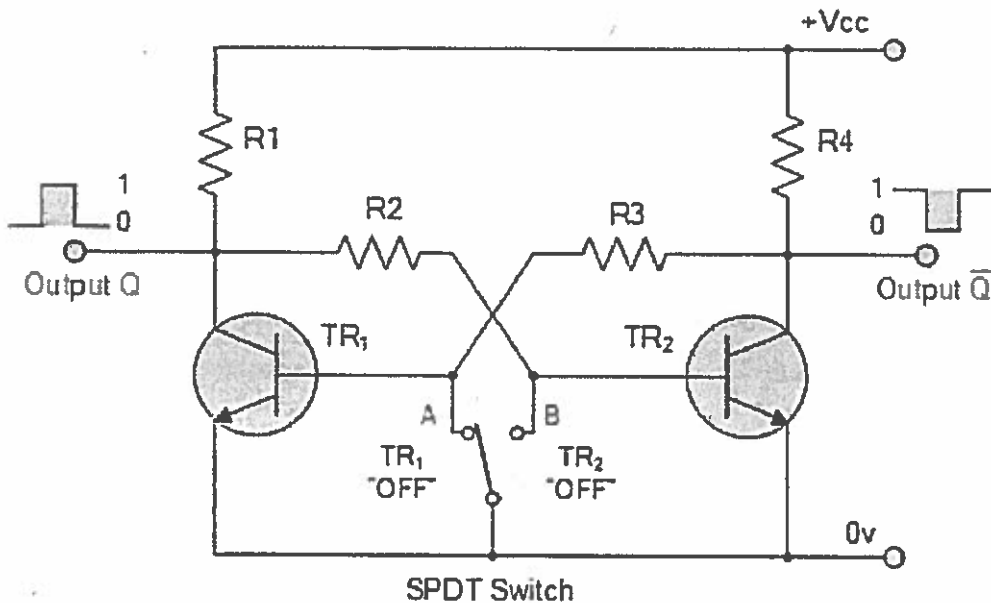 +Vcc
R1
R4
1
0
R2
R3
1
0
Output Q
Output Q̅
TR₁
TR₂
A
B
TR₁
"OFF"
TR₂
"OFF"
0v
SPDT Switch